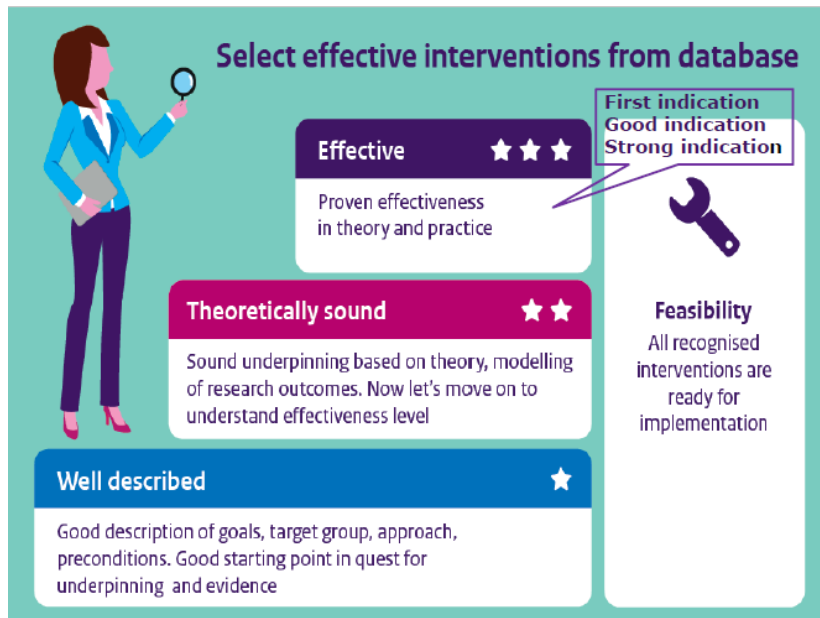 Select effective interventions from database
First indication
Good indication
Strong indication
Effective
Proven effectiveness
in theory and practice
Theoretically sound
Sound underpinning based on theory, modelling
of research outcomes. Now let's move on to
understand effectiveness level
Well described
Good description of goals, target group, approach,
preconditions. Good starting point in quest for
underpinning and evidence
Feasibility
All recognised
interventions are
ready for
implementation